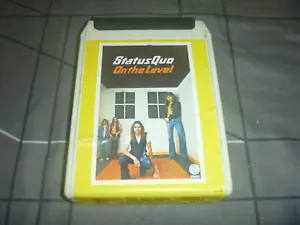 Status Quo
On the Level